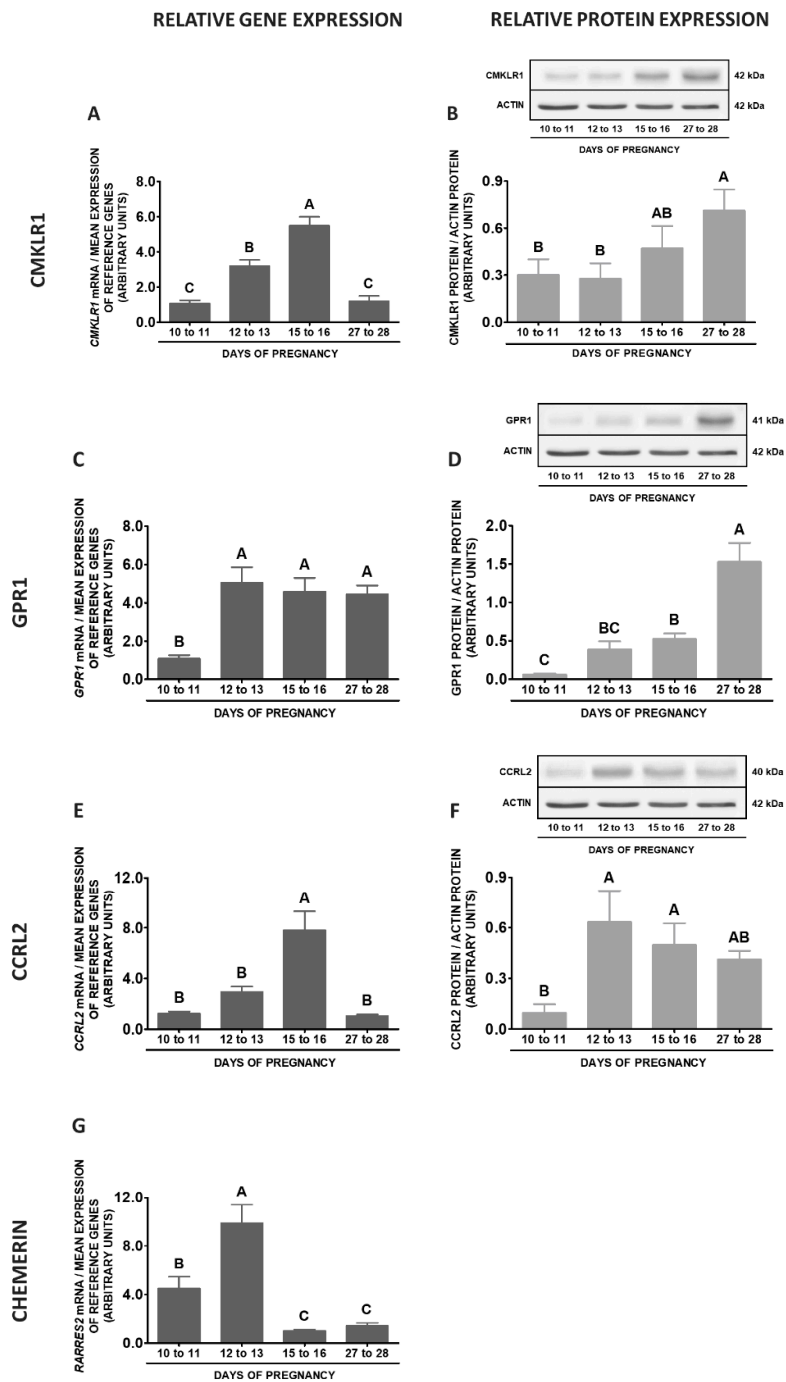 RELATIVE GENE EXPRESSION
RELATIVE PROTEIN EXPRESSION
CMKLR1
A
CMKLR1 mRNA / MEAN EXPRESSION
OF REFERENCE GENES
(ARBITRARY UNITS)
8.0
6.0
4.0
2.0
0.0
C
B
A
C
10 to 11
12 to 13
15 to 16
27 to 28
DAYS OF PREGNANCY
B
CMKLR1
42 kDa
ACTIN
42 kDa
10 to 11
12 to 13
15 to 16
27 to 28
DAYS OF PREGNANCY
CMKLR1 PROTEIN / ACTIN PROTEIN
(ARBITRARY UNITS)
0.9
0.6
0.3
0.0
B
B
AB
A
10 to 11
12 to 13
15 to 16
27 to 28
DAYS OF PREGNANCY
GPR1
C
GPR1 mRNA / MEAN EXPRESSION
OF REFERENCE GENES
(ARBITRARY UNITS)
8.0
6.0
4.0
2.0
0.0
B
A
A
A
10 to 11
12 to 13
15 to 16
27 to 28
DAYS OF PREGNANCY
D
GPR1
41 kDa
ACTIN
42 kDa
10 to 11
12 to 13
15 to 16
27 to 28
DAYS OF PREGNANCY
GPR1 PROTEIN / ACTIN PROTEIN
(ARBITRARY UNITS)
2.0
1.5
1.0
0.5
0.0
C
BC
B
A
10 to 11
12 to 13
15 to 16
27 to 28
DAYS OF PREGNANCY
CCRL2
E
CCRL2 mRNA / MEAN EXPRESSION
OF REFERENCE GENES
(ARBITRARY UNITS)
12.0
8.0
4.0
0.0
B
B
A
B
10 to 11
12 to 13
15 to 16
27 to 28
DAYS OF PREGNANCY
F
CCRL2
40 kDa
ACTIN
42 kDa
10 to 11
12 to 13
15 to 16
27 to 28
DAYS OF PREGNANCY
CCRL2 PROTEIN / ACTIN PROTEIN
(ARBITRARY UNITS)
0.9
0.6
0.3
0.0
B
A
A
AB
10 to 11
12 to 13
15 to 16
27 to 28
DAYS OF PREGNANCY
CHEMERIN
G
RARRES2 mRNA / MEAN EXPRESSION
OF REFERENCE GENES
(ARBITRARY UNITS)
12.0
8.0
4.0
0.0
B
A
C
C
10 to 11
12 to 13
15 to 16
27 to 28
DAYS OF PREGNANCY